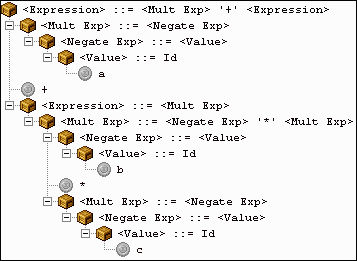 <Expression> ::= <Mult Exp> '+' <Expression>
<Mult Exp> ::= <Negate Exp>
<Negate Exp> ::= <Value>
<Value> ::= Id
a
+
<Expression> ::= <Mult Exp>
<Mult Exp> ::= <Negate Exp> '*' <Mult Exp>
<Negate Exp> ::= <Value>
<Value> ::= Id
b
*
<Mult Exp> ::= <Negate Exp>
<Negate Exp> ::= <Value>
<Value> ::= Id
c